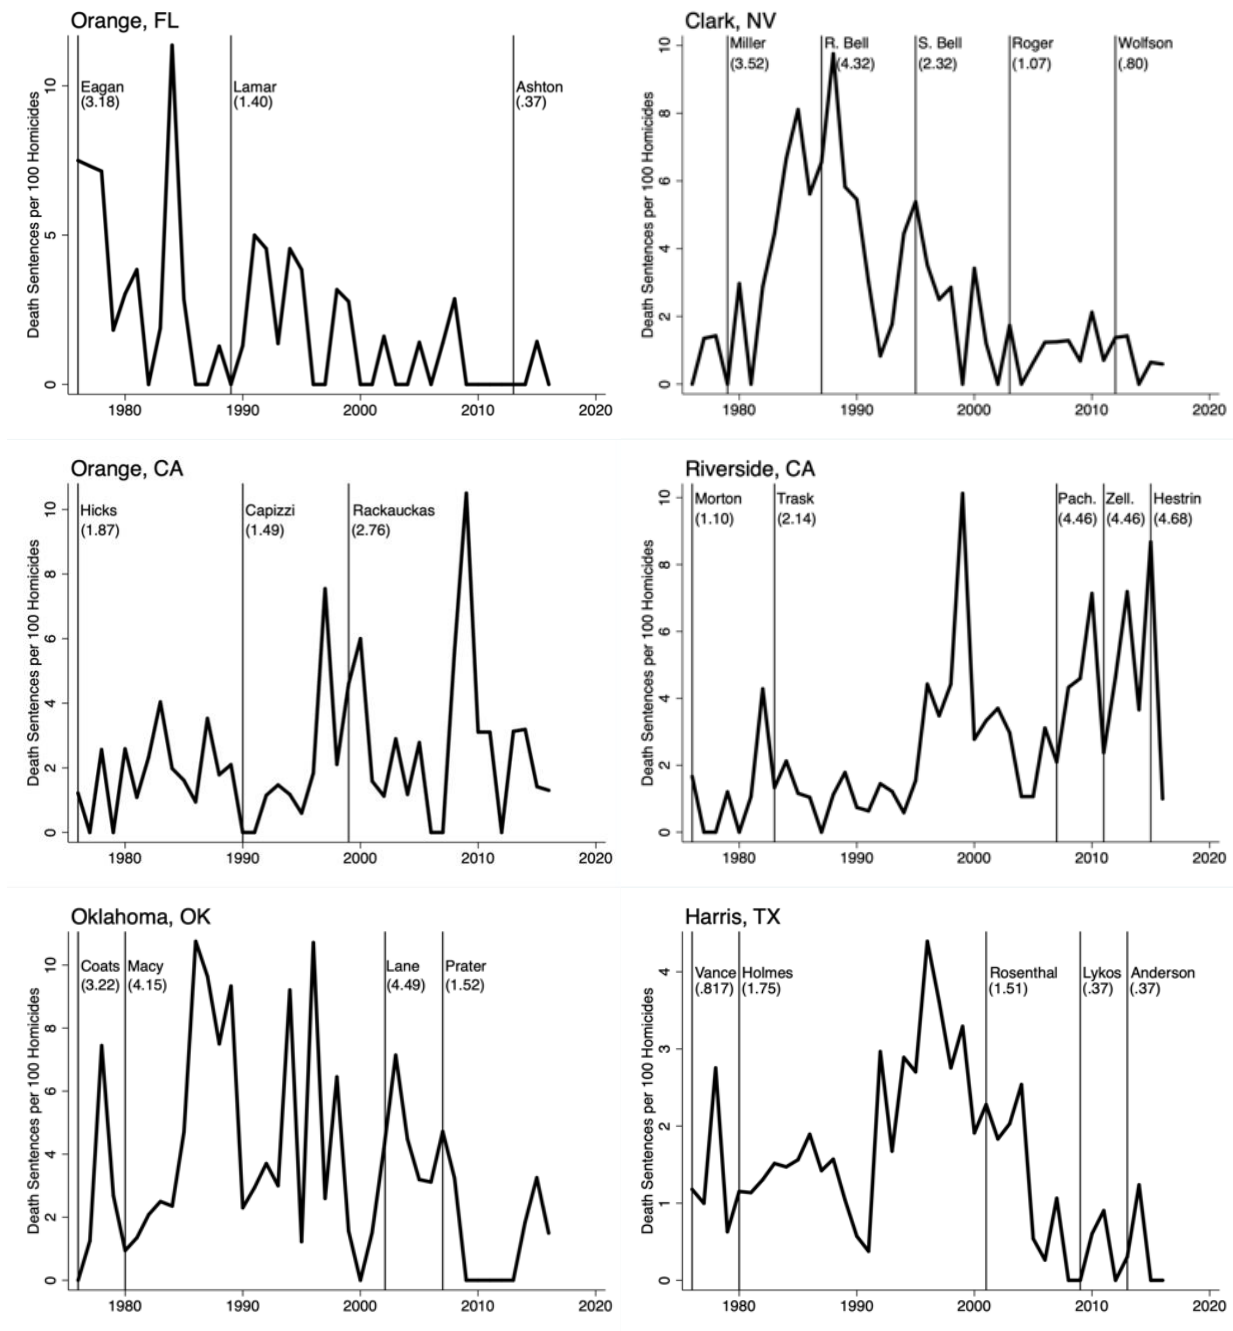 Orange, FL
Death Sentences per 100 Homicides
10
5
0
Eagan
(3.18)
Lamar
(1.40)
Ashton
(.37)
1980 1990 2000 2010 2020
Clark, NV
Death Sentences per 100 Homicides
10
8
6
4
2
0
Miller
(3.52)
R. Bell
(4.32)
S. Bell
(2.32)
Roger
(1.07)
Wolfson
(.80)
1980 1990 2000 2010 2020
Orange, CA
Death Sentences per 100 Homicides
10
8
6
4
2
0
Hicks
(1.87)
Capizzi
(1.49)
Rackauckas
(2.76)
1980 1990 2000 2010 2020
Riverside, CA
Death Sentences per 100 Homicides
10
8
6
4
2
0
Morton
(1.10)
Trask
(2.14)
Pach.
(4.46)
Zell.
(4.46)
Hestrin
(4.68)
1980 1990 2000 2010 2020
Oklahoma, OK
Death Sentences per 100 Homicides
10
8
6
4
2
0
Coats
(3.22)
Macy
(4.15)
Lane
(4.49)
Prater
(1.52)
1980 1990 2000 2010 2020
Harris, TX
Death Sentences per 100 Homicides
4
3
2
1
0
Vance
(.817)
Holmes
(1.75)
Rosenthal
(1.51)
Lykos
(.37)
Anderson
(.37)
1980 1990 2000 2010 2020